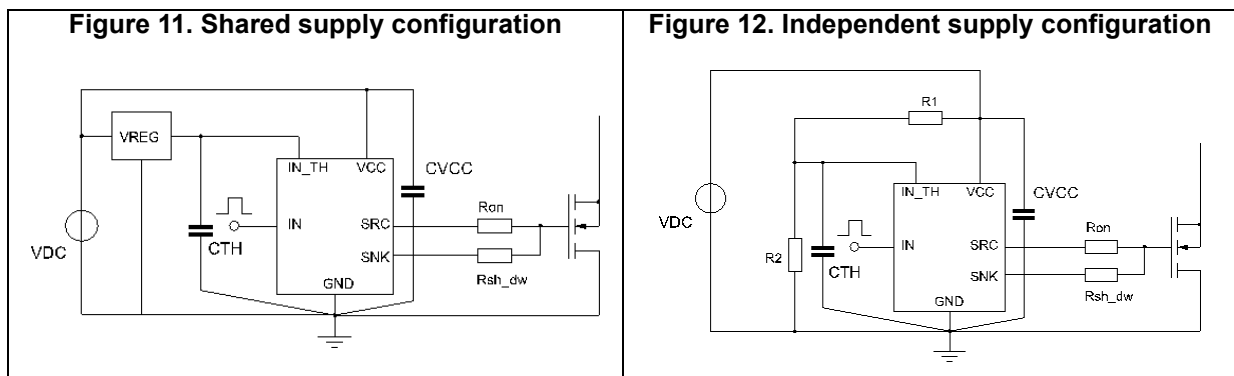 Figure 11. Shared supply configuration
VREG
IN_TH
VCC
CVCC
IN
SRC
SNK
GND
Ron
Rsh_dw
CTH
VDC
Figure 12. Independent supply configuration
R1
IN_TH
VCC
CVCC
VDC
IN
SRC
SNK
GND
Ron
Rsh_dw
R2
CTH